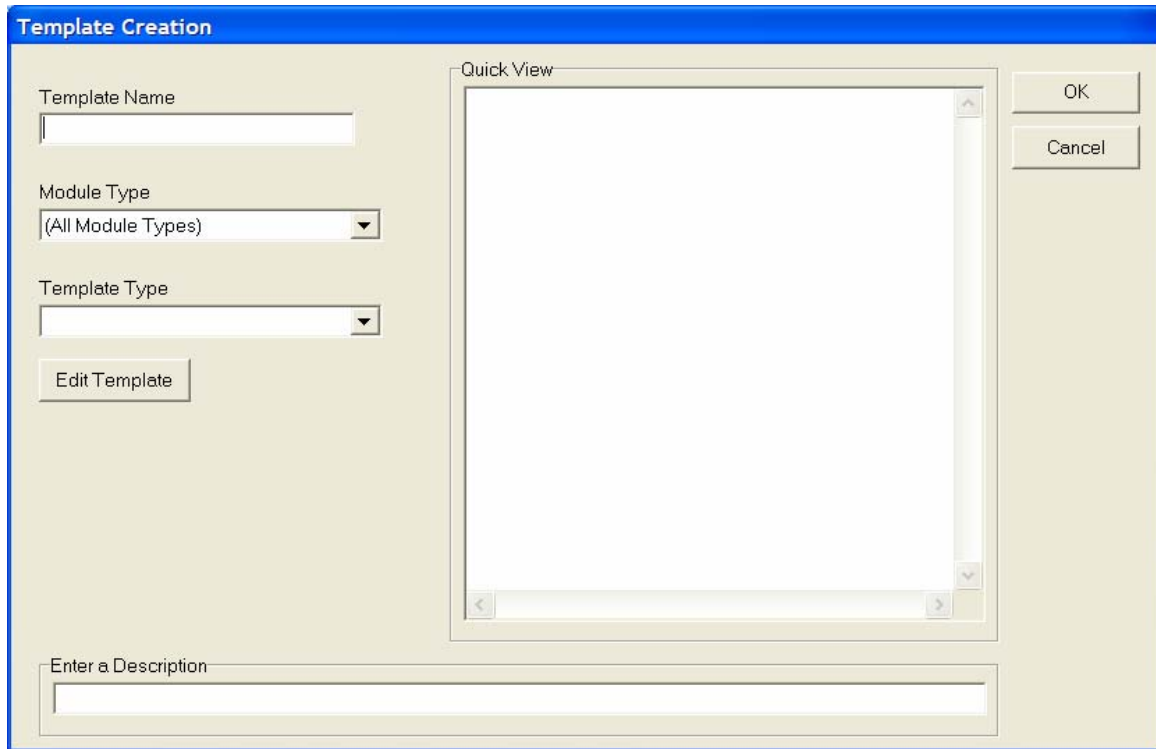 Template Creation
Template Name
Module Type
(All Module Types)
Template Type
Edit Template
Quick View
OK
Cancel
Enter a Description